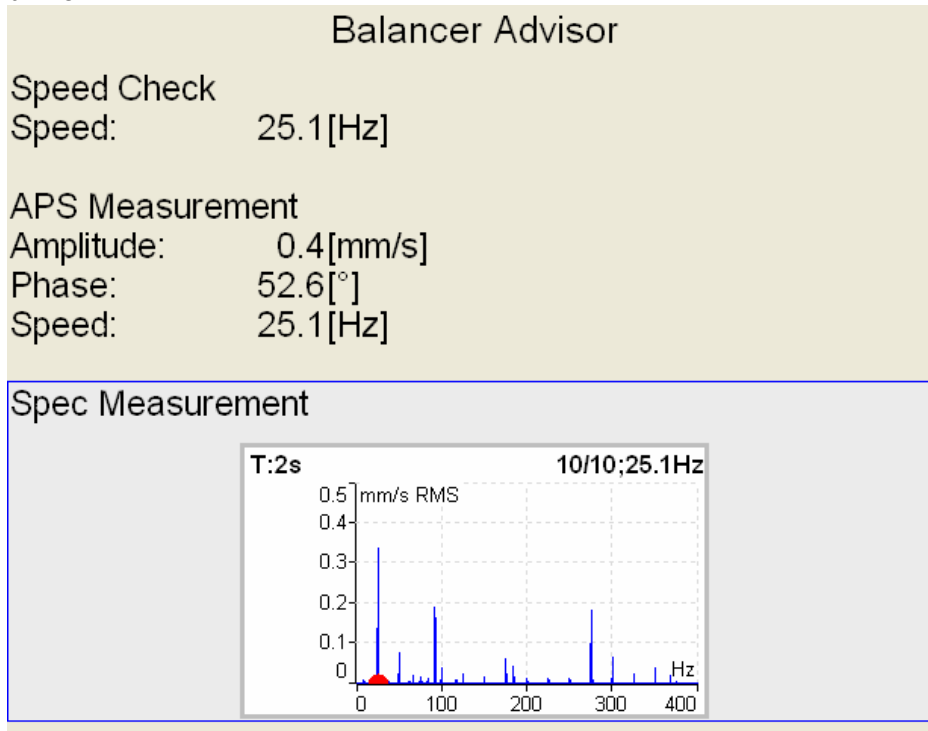 Balancer Advisor
Speed Check
Speed: 25.1[Hz]
APS Measurement
Amplitude: 0.4[mm/s]
Phase: 52.6[°]
Speed: 25.1[Hz]
Spec Measurement
T:2s 10/10;25.1Hz
0.5 mm/s RMS
0.4
0.3
0.2
0.1
0 Hz
0 100 200 300 400